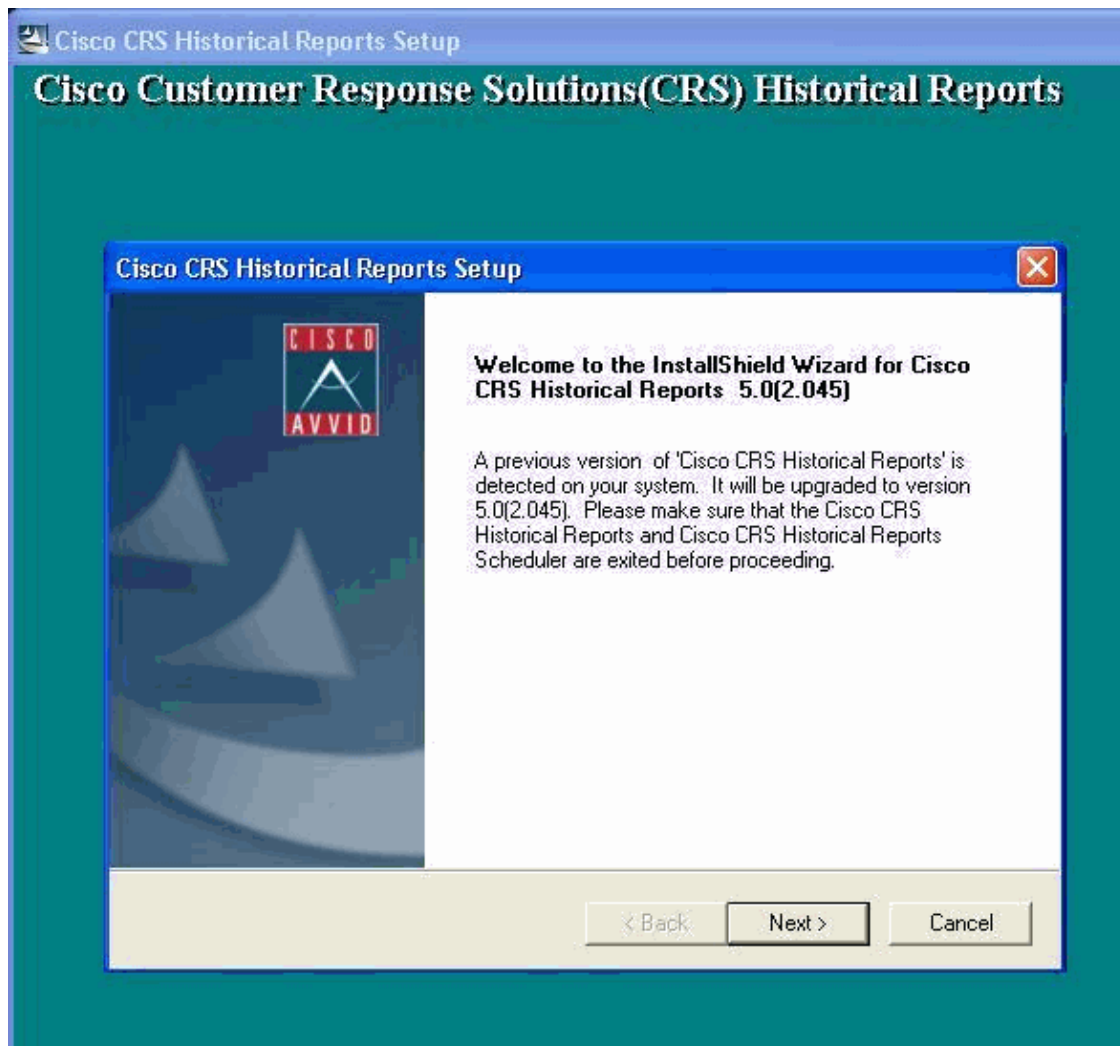 Cisco CRS Historical Reports Setup
Cisco Customer Response Solutions(CRS) Historical Reports
Cisco CRS Historical Reports Setup
CISCO
AVVID
Welcome to the InstallShield Wizard for Cisco
CRS Historical Reports 5.0(2.045)
A previous version of 'Cisco CRS Historical Reports' is
detected on your system. It will be upgraded to version
5.0(2.045). Please make sure that the Cisco CRS
Historical Reports and Cisco CRS Historical Reports
Scheduler are exited before proceeding.
< Back
Next >
Cancel